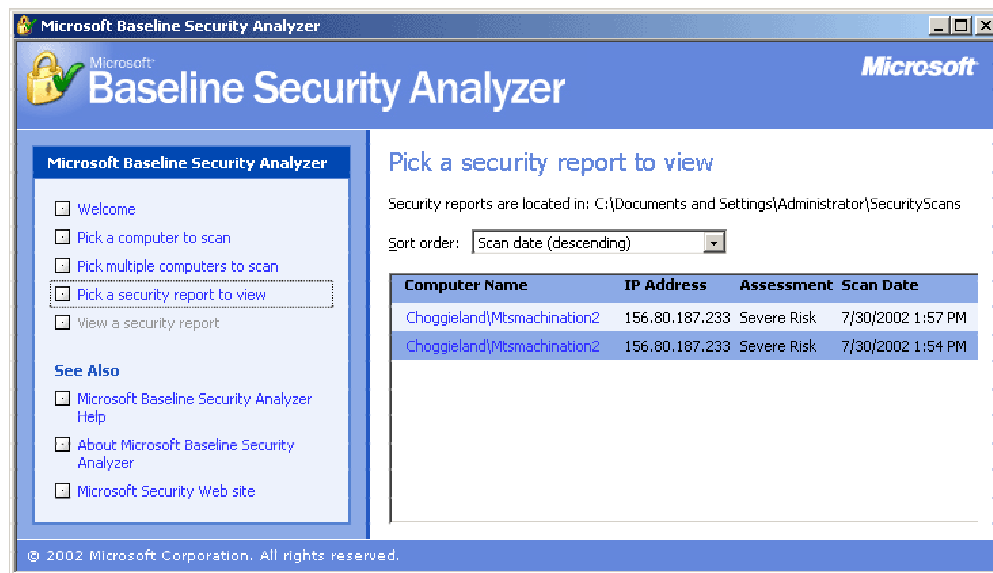 Microsoft Baseline Security Analyzer
Microsoft
Baseline Security Analyzer
Microsoft
Microsoft Baseline Security Analyzer
Welcome
Pick a computer to scan
Pick multiple computers to scan
Pick a security report to view
View a security report
See Also
Microsoft Baseline Security Analyzer
Help
About Microsoft Baseline Security
Analyzer
Microsoft Security Web site
Pick a security report to view
Security reports are located in: C:\Documents and Settings\Administrator\SecurityScans
Sort order: Scan date (descending)
Computer Name IP Address Assessment Scan Date
Choggieland\Mtsmachination2 156.80.187.233 Severe Risk 7/30/2002 1:57 PM
Choggieland\Mtsmachination2 156.80.187.233 Severe Risk 7/30/2002 1:54 PM
© 2002 Microsoft Corporation. All rights reserved.